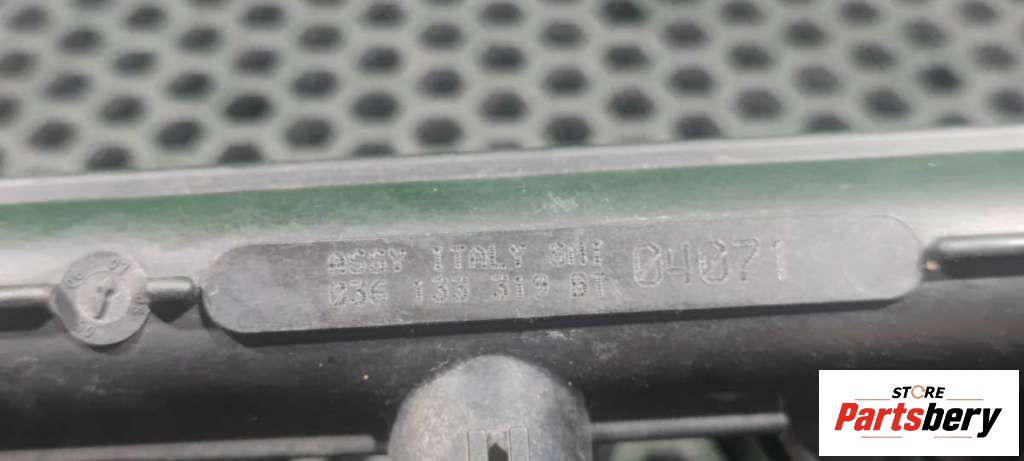 ASSY ITALY
036 133 319
04071
STORE
Partsbery